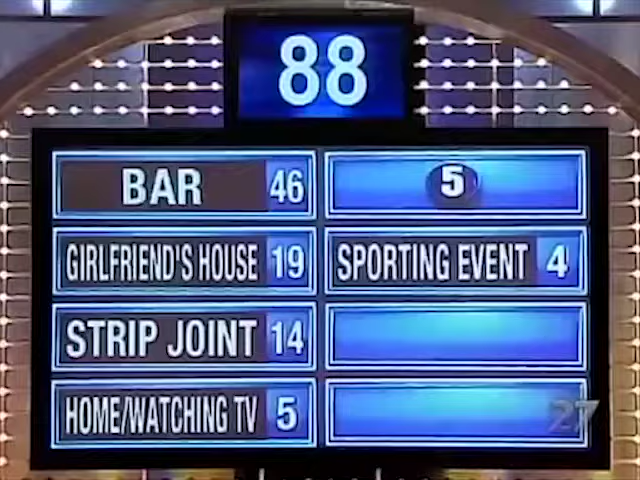 88
BAR 46
GIRLFRIEND'S HOUSE 19
STRIP JOINT 14
HOME/WATCHING TV 5
5
SPORTING EVENT 4
27